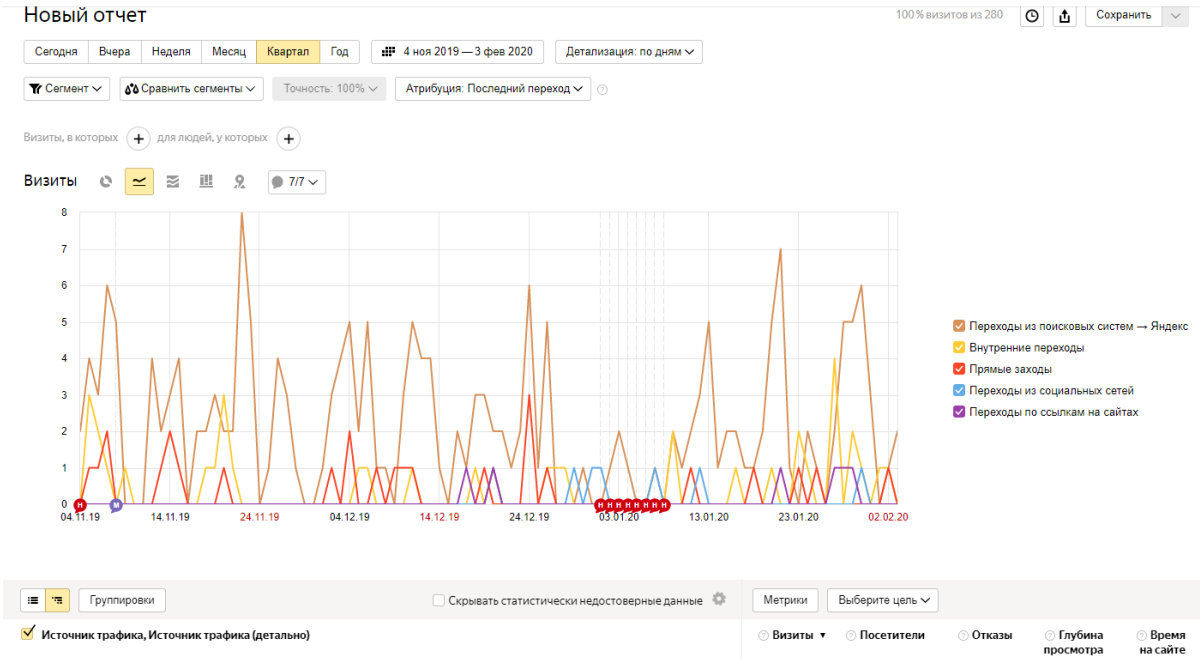 Новый отчет
100% визитов из 280
Сохранить
Сегодня Вчера Неделя Месяц Квартал Год 4 ноя 2019 — 3 фев 2020 Детализация: по дням
Сегмент Сравнить сегменты Точность: 100% Атрибуция: Последний переход ?
Визиты, в которых + для людей, у которых +
Визиты 7/7
8
7
6
5
4
3
2
1
0
Н М Н Н Н Н Н Н Н Н
04.11.19 14.11.19 24.11.19 04.12.19 14.12.19 24.12.19 03.01.20 13.01.20 23.01.20 02.02.20
Переходы из поисковых систем → Яндекс
Внутренние переходы
Прямые заходы
Переходы из социальных сетей
Переходы по ссылкам на сайтах
Группировки Скрывать статистически недостоверные данные Метрики Выберите цель
Источник трафика, Источник трафика (детально) ? Визиты ▼ ? Посетители ? Отказы ? Глубина просмотра ? Время на сайте